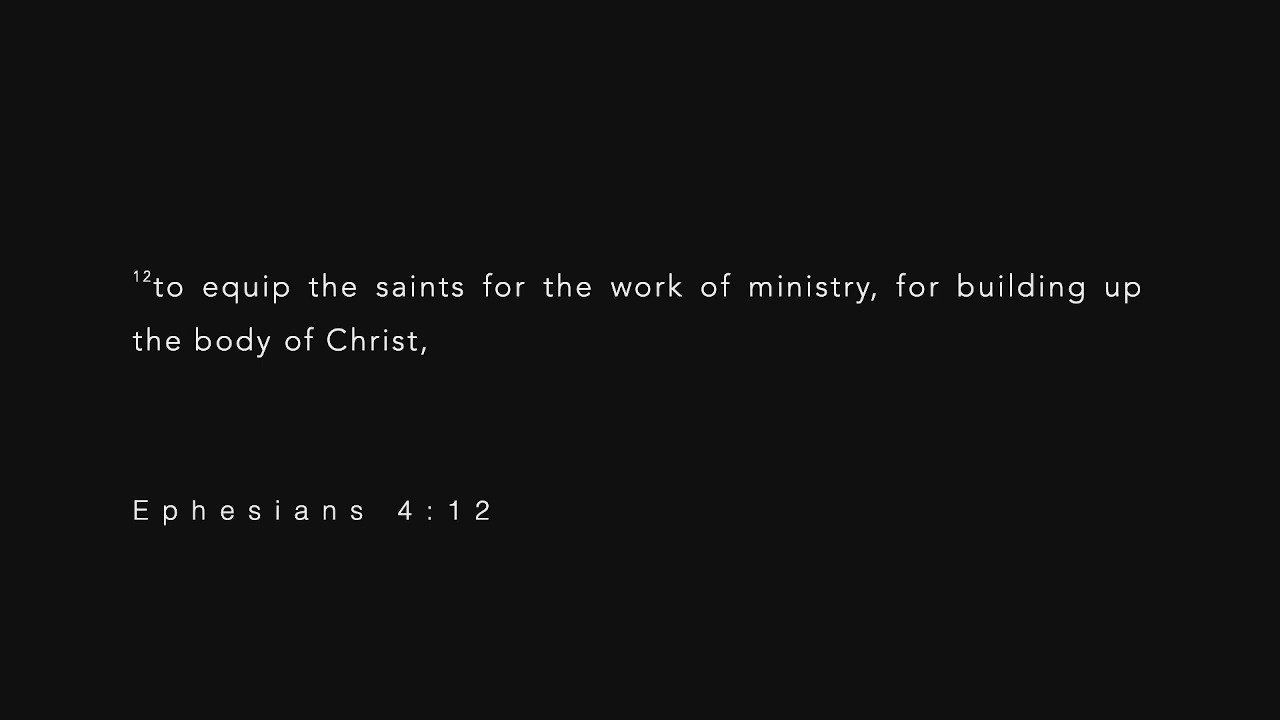 12to equip the saints for the work of ministry, for building up
the body of Christ,
Ephesians 4:12